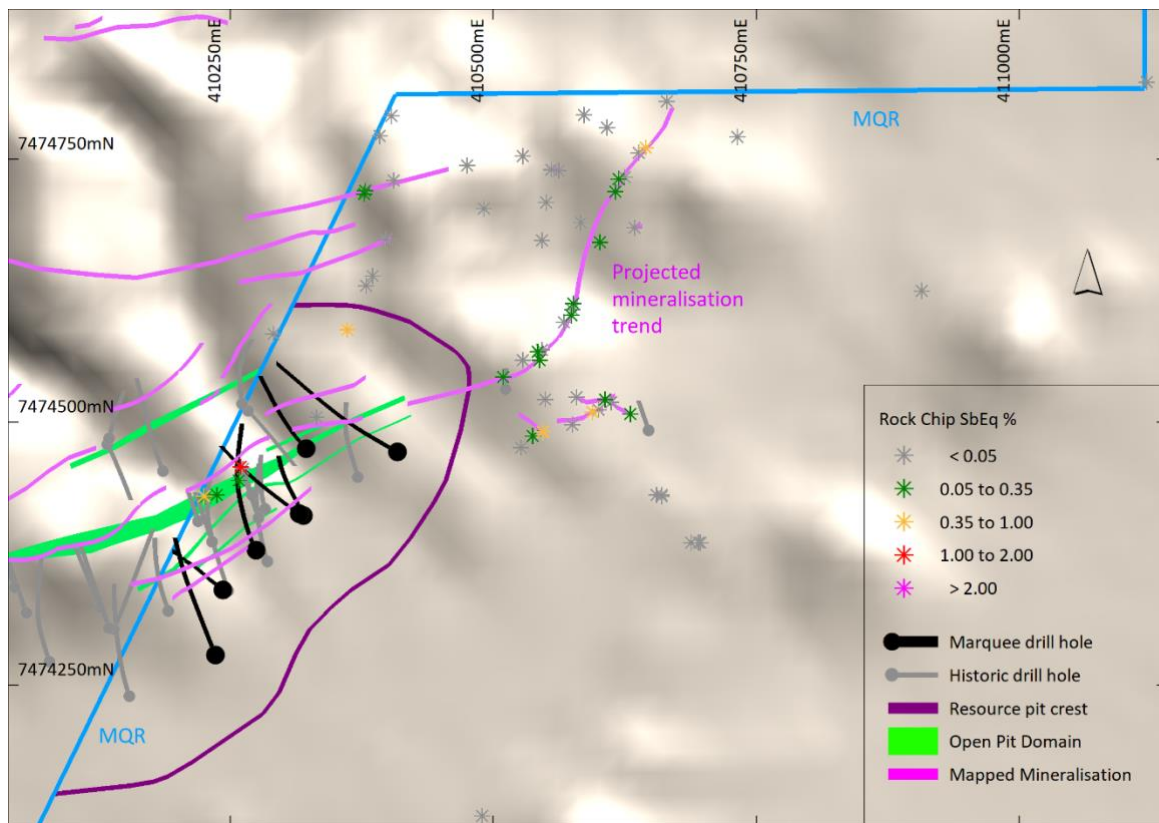 410250mE
410500mE
410750mE
411000mE
7474750mN
MQR
Projected
mineralisation
trend
7474500mN
7474250mN
MQR
Rock Chip SbEq %
< 0.05
0.05 to 0.35
0.35 to 1.00
1.00 to 2.00
> 2.00
Marquee drill hole
Historic drill hole
Resource pit crest
Open Pit Domain
Mapped Mineralisation